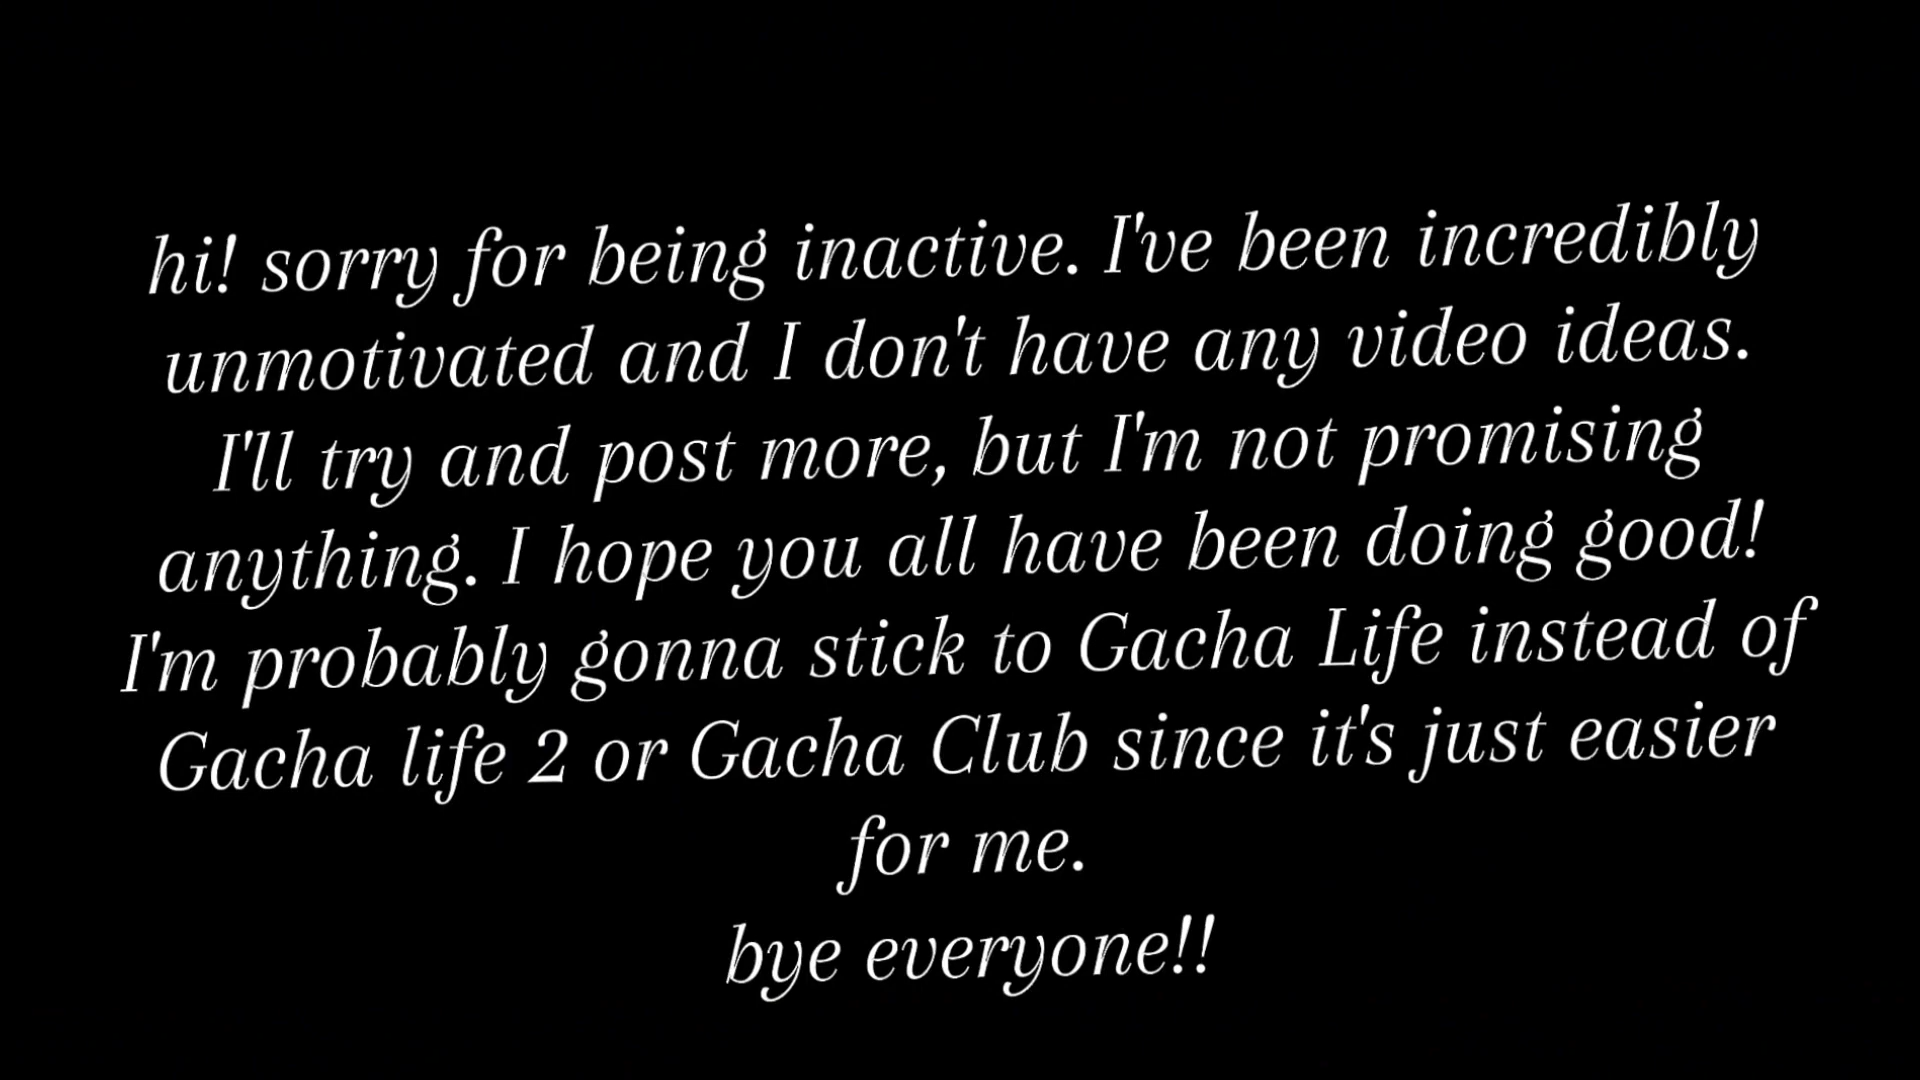 hi! sorry for being inactive. I've been incredibly
unmotivated and I don't have any video ideas.
I'll try and post more, but I'm not promising
anything. I hope you all have been doing good!
I'm probably gonna stick to Gacha Life instead of
Gacha life 2 or Gacha Club since it's just easier
for me.
bye everyone!!